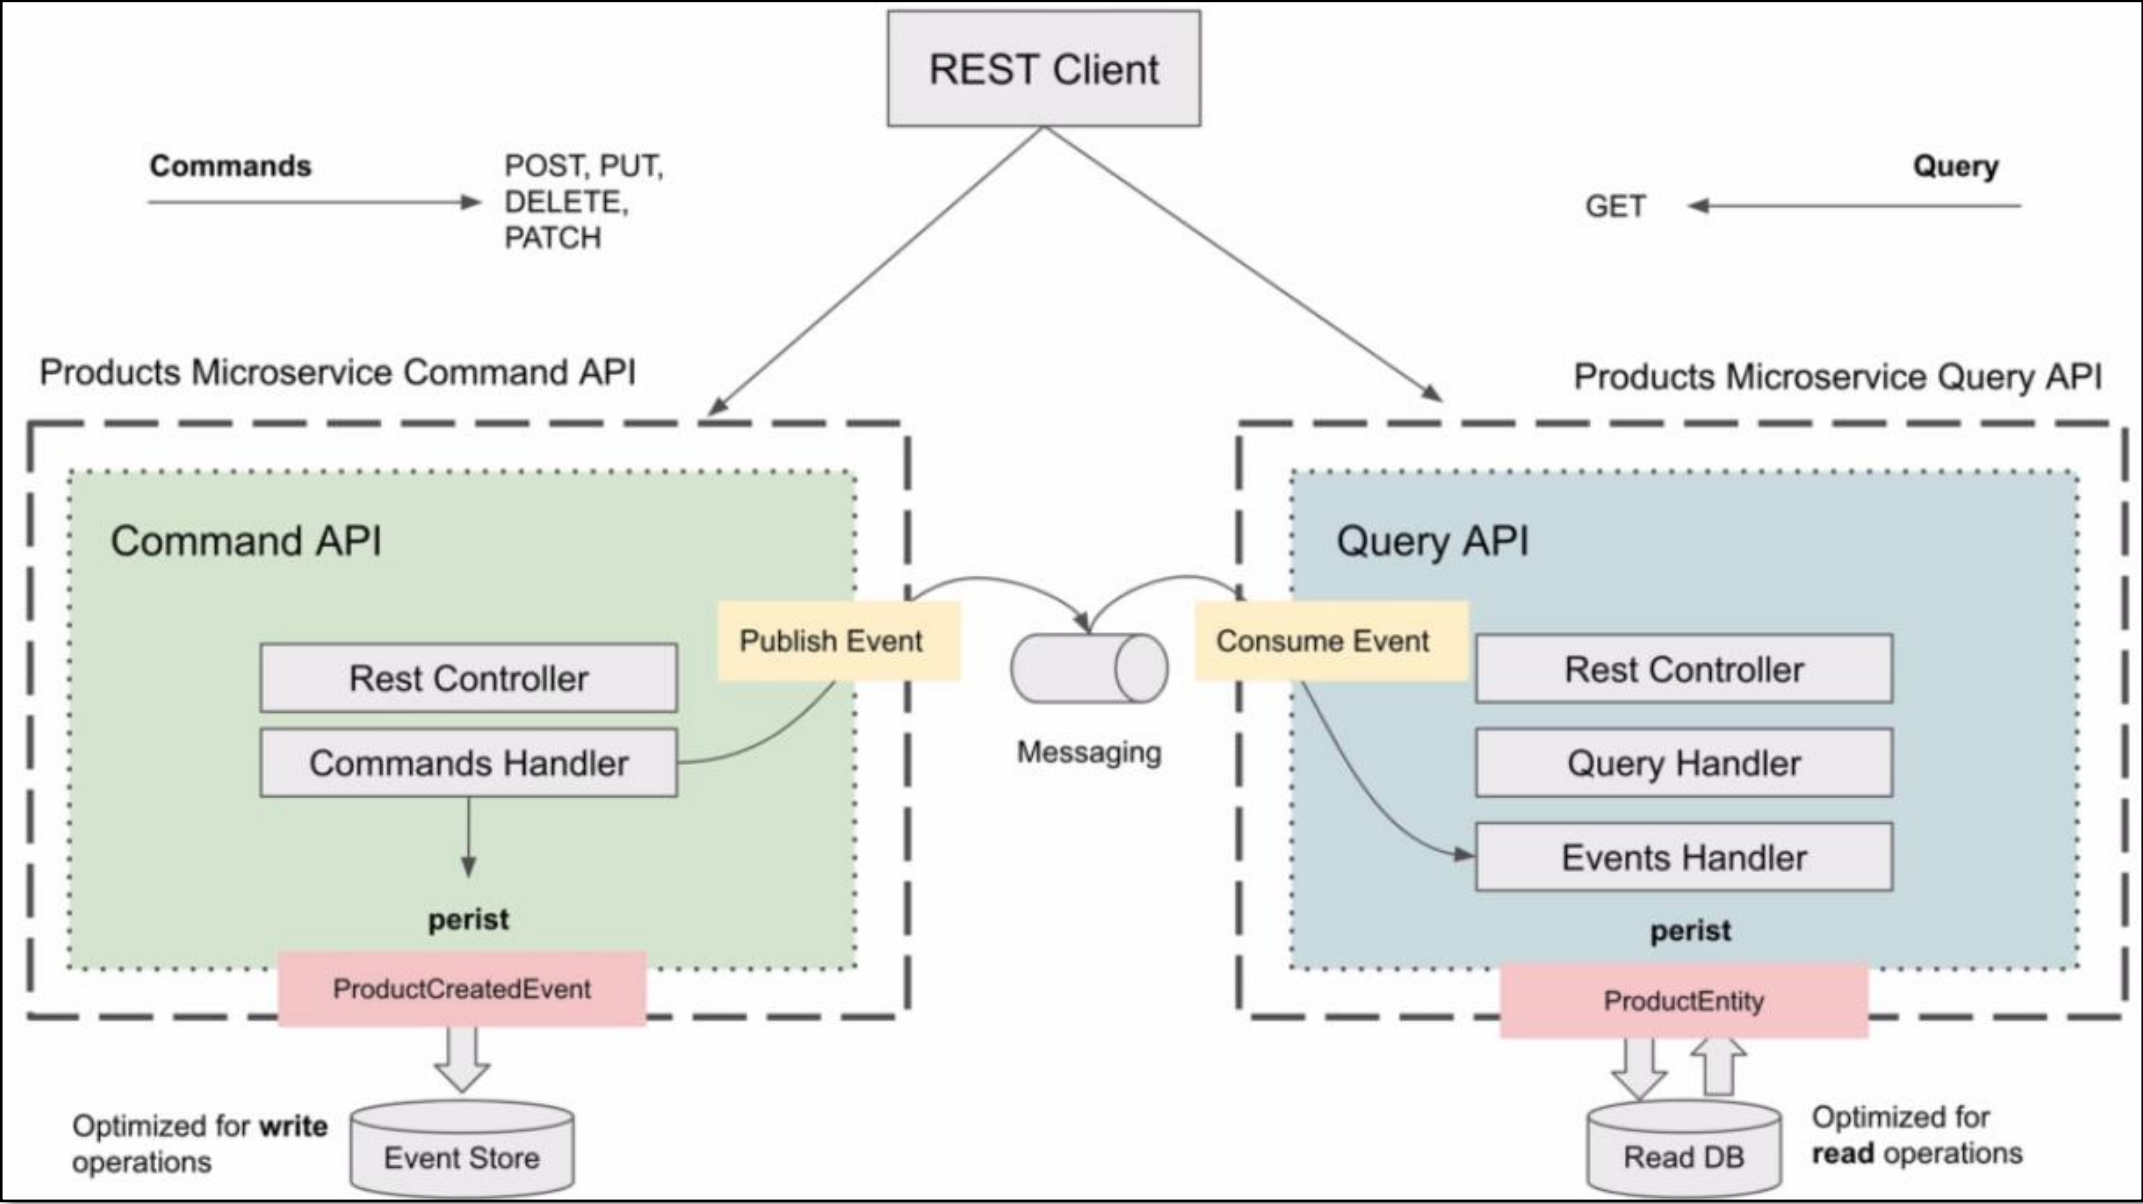 REST Client
Commands
POST, PUT,
DELETE,
PATCH
Query
GET
Products Microservice Command API
Products Microservice Query API
Command API
Query API
Publish Event
Consume Event
Rest Controller
Commands Handler
Messaging
Rest Controller
Query Handler
Events Handler
perist
perist
ProductCreatedEvent
ProductEntity
Optimized for write
operations
Event Store
Read DB
Optimized for
read operations